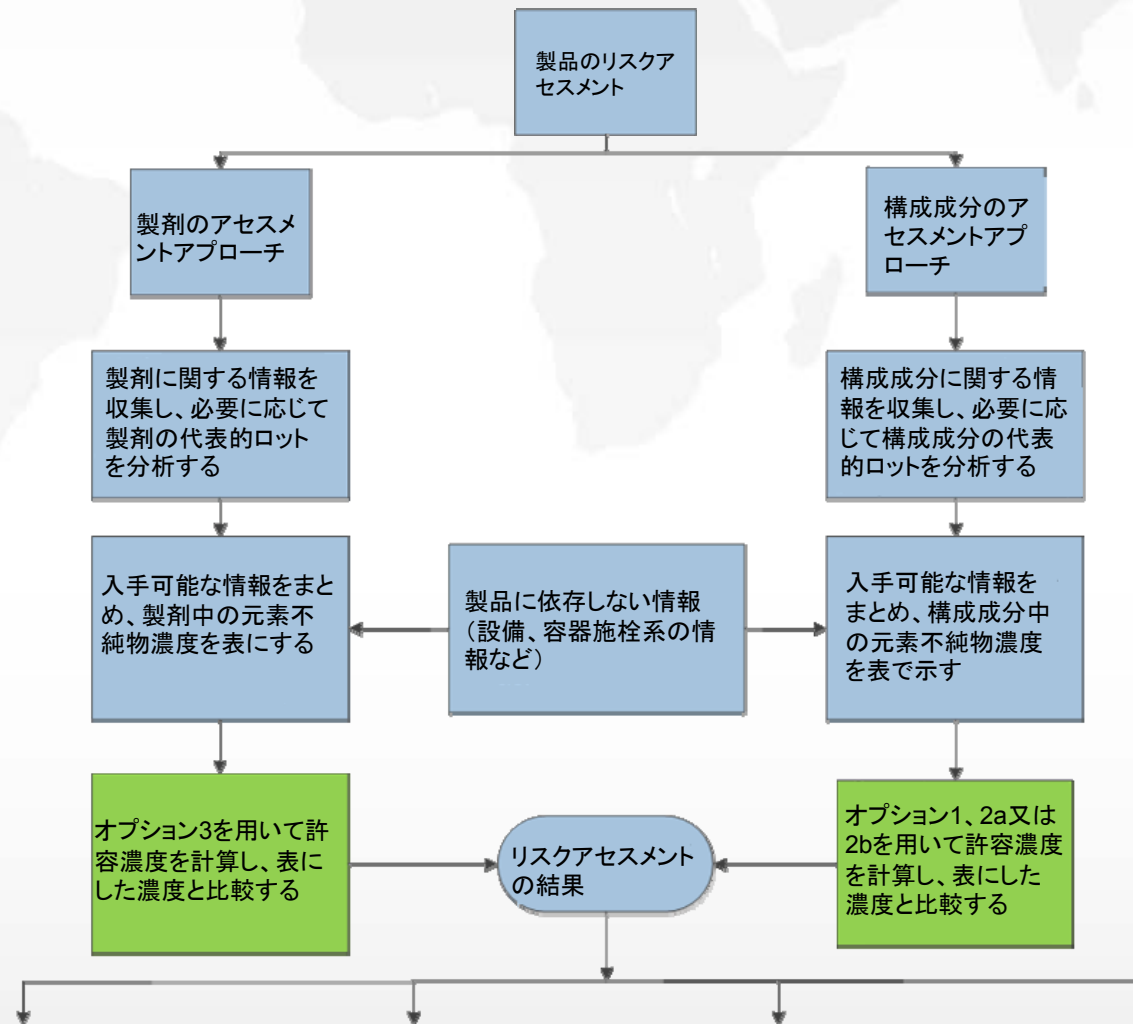 製品のリスクア
セスメント
製剤のアセスメ
ントアプローチ
構成成分のア
セスメントアプ
ローチ
製剤に関する情報を
収集し、必要に応じて
製剤の代表的ロット
を分析する
構成成分に関する情
報を収集し、必要に応
じて構成成分の代表
的ロットを分析する
入手可能な情報をまと
め、製剤中の元素不
純物濃度を表にする
製品に依存しない情報
（設備、容器施栓系の情
報など）
入手可能な情報を
まとめ、構成成分中
の元素不純物濃度
を表で示す
オプション3を用いて許
容濃度を計算し、表に
した濃度と比較する
リスクアセスメント
の結果
オプション1、2a又は
2bを用いて許容濃度
を計算し、表にした
濃度と比較する